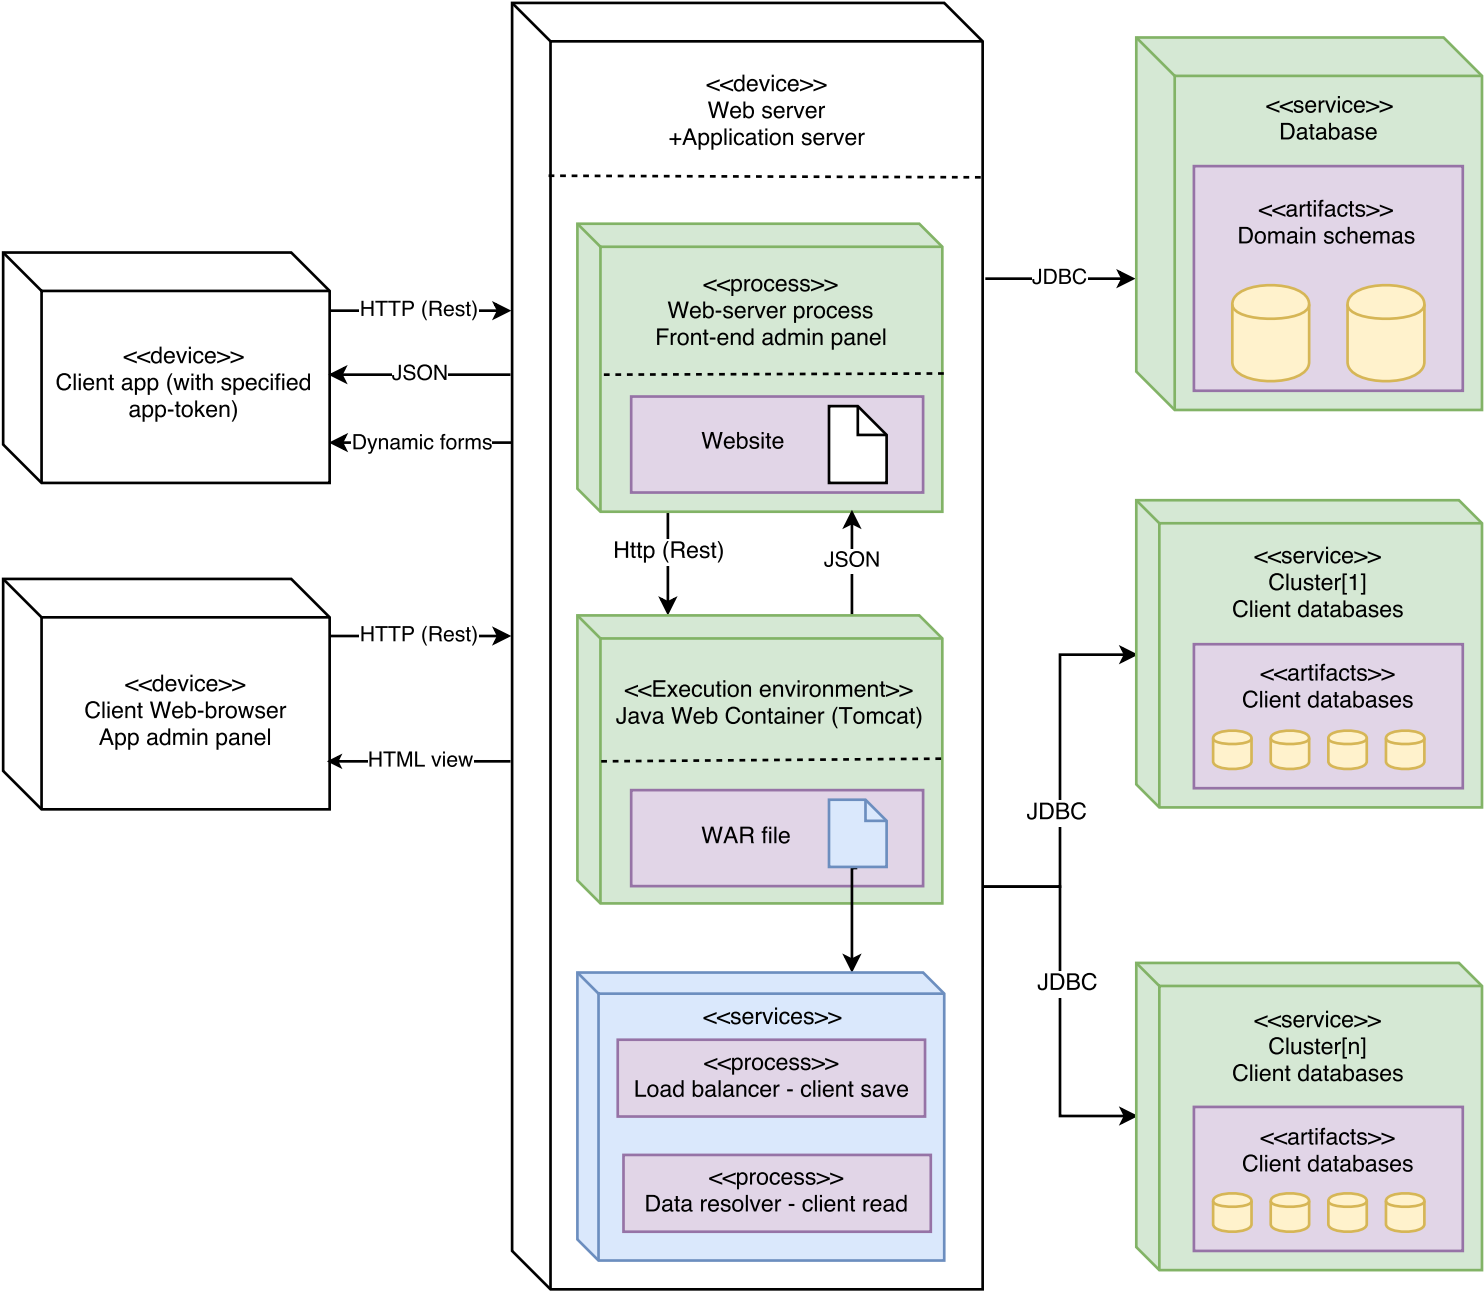 <<device>>
Web server
+Application server
<<process>>
Web-server process
Front-end admin panel
Website
Http (Rest)
JSON
<<Execution environment>>
Java Web Container (Tomcat)
WAR file
<<services>>
<<process>>
Load balancer - client save
<<process>>
Data resolver - client read
HTTP (Rest)
JSON
Dynamic forms
<<device>>
Client app (with specified
app-token)
HTTP (Rest)
HTML view
<<device>>
Client Web-browser
App admin panel
JDBC
<<service>>
Database
<<artifacts>>
Domain schemas
JDBC
<<service>>
Cluster[1]
Client databases
<<artifacts>>
Client databases
JDBC
<<service>>
Cluster[n]
Client databases
<<artifacts>>
Client databases